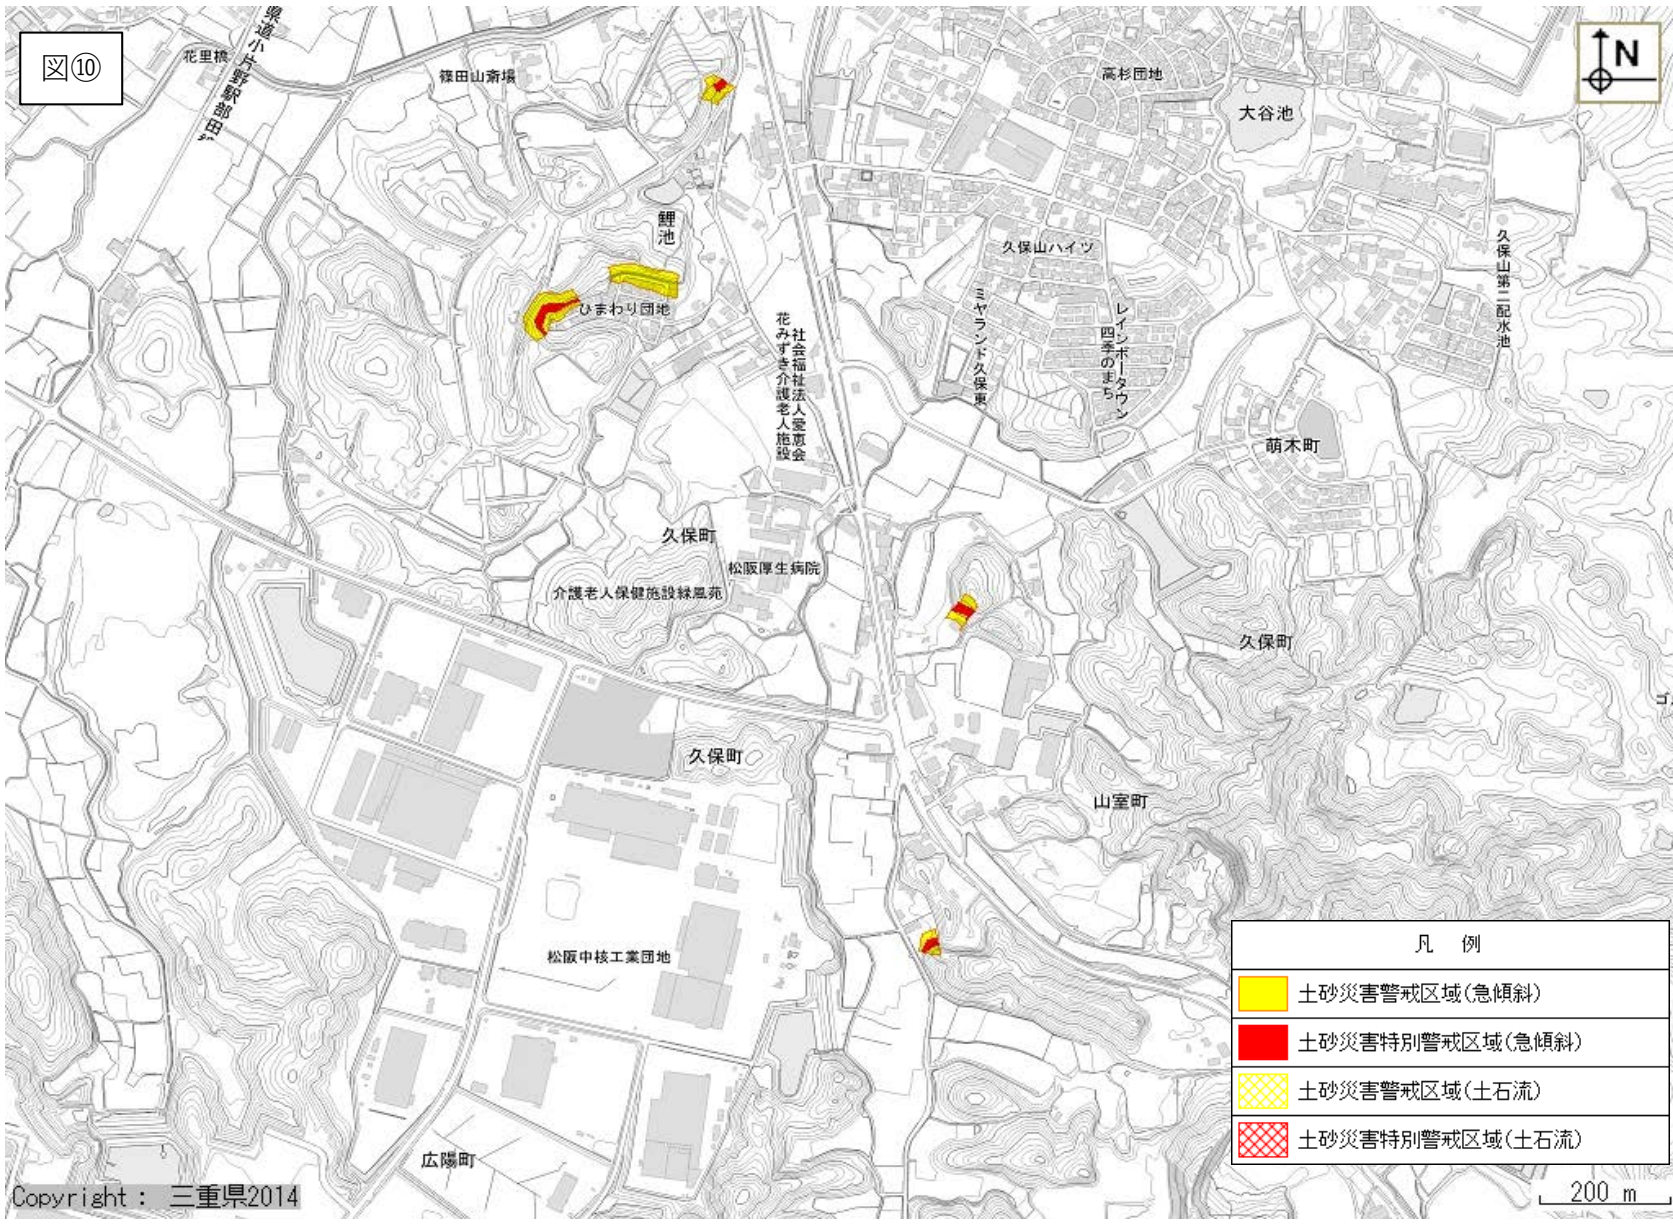 図⑩
県道小片野駅部田
花里橋
篠田山斎場
高杉団地
大谷池
N
鯉池
久保山ハイツ
久保山第二配水池
ひまわり団地
ミヤランド久保東
レインボータウン
四季のまち
社会福祉法人愛恵会
花みずき介護老人施設
萌木町
久保町
松阪厚生病院
介護老人保健施設緑風苑
久保町
ゴ
久保町
山室町
松阪中核工業団地
広陽町
凡 例
土砂災害警戒区域(急傾斜)
土砂災害特別警戒区域(急傾斜)
土砂災害警戒区域(土石流)
土砂災害特別警戒区域(土石流)
Copyright : 三重県2014
200 m